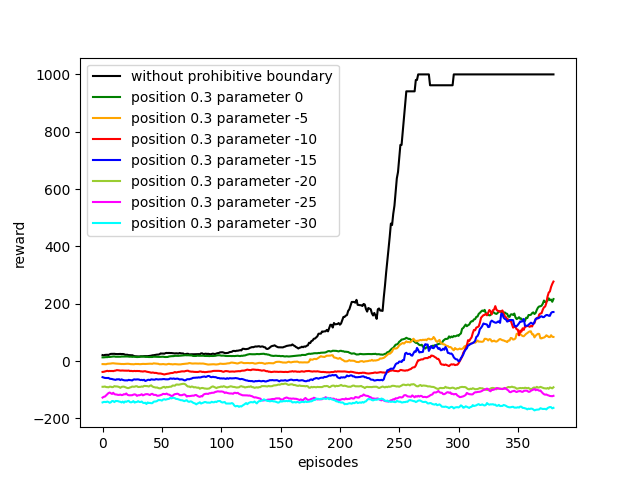 1000
800
600
400
200
0
−200
reward
without prohibitive boundary
position 0.3 parameter 0
position 0.3 parameter -5
position 0.3 parameter -10
position 0.3 parameter -15
position 0.3 parameter -20
position 0.3 parameter -25
position 0.3 parameter -30
0 50 100 150 200 250 300 350
episodes